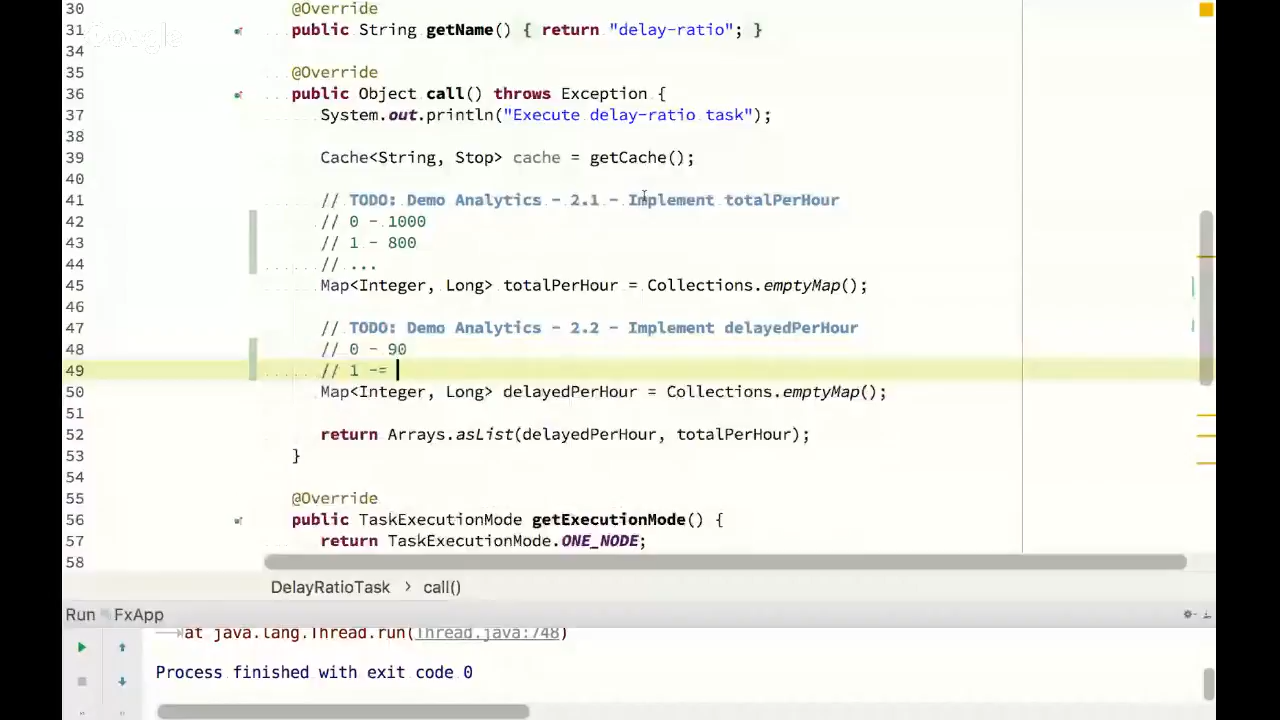 30 @Override
31 public String getName() { return "delay-ratio"; }
34
35 @Override
36 public Object call() throws Exception {
37 System.out.println("Execute delay-ratio task");
38
39 Cache<String, Stop> cache = getCache();
40
41 // TODO: Demo Analytics - 2.1 - Implement totalPerHour
42 // 0 - 1000
43 // 1 - 800
44 // ...
45 Map<Integer, Long> totalPerHour = Collections.emptyMap();
46
47 // TODO: Demo Analytics - 2.2 - Implement delayedPerHour
48 // 0 - 90
49 // 1 -=
50 Map<Integer, Long> delayedPerHour = Collections.emptyMap();
51
52 return Arrays.asList(delayedPerHour, totalPerHour);
53 }
54
55 @Override
56 public TaskExecutionMode getExecutionMode() {
57 return TaskExecutionMode.ONE_NODE;
58
DelayRatioTask > call()
Run FxApp
at java.lang.Thread.run(Thread.java:748)
Process finished with exit code 0
Google